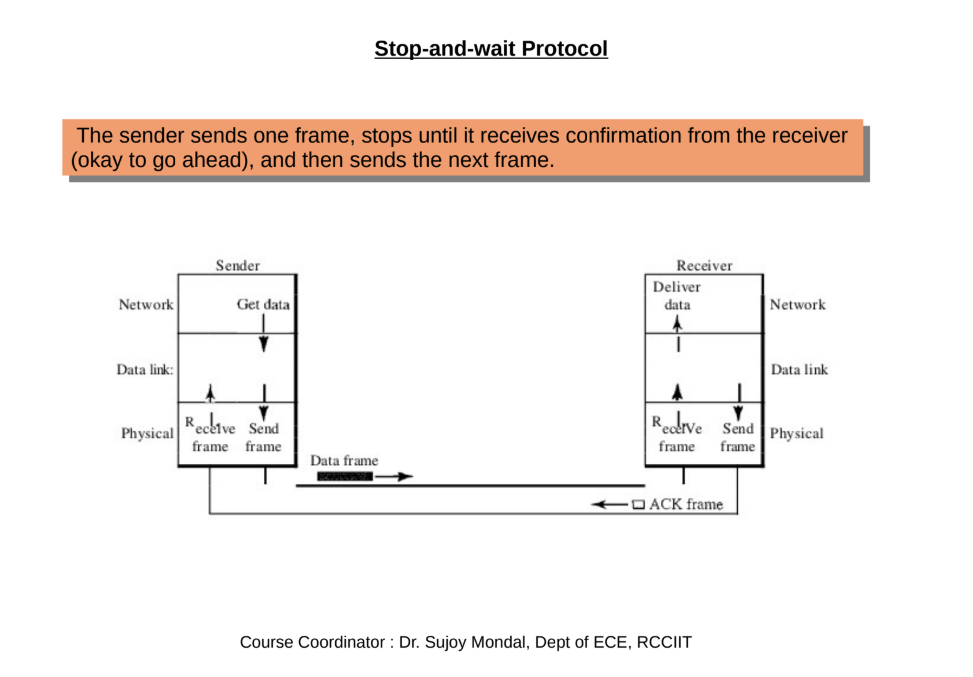 Stop-and-wait Protocol
The sender sends one frame, stops until it receives confirmation from the receiver
(okay to go ahead), and then sends the next frame.
Sender
Receiver
Network
Get data
Deliver
data
Network
Data link:
Data link
Physical
Receive
frame
Send
frame
ReceiVe
frame
Send
frame
Physical
Data frame
ACK frame
Course Coordinator : Dr. Sujoy Mondal, Dept of ECE, RCCIIT